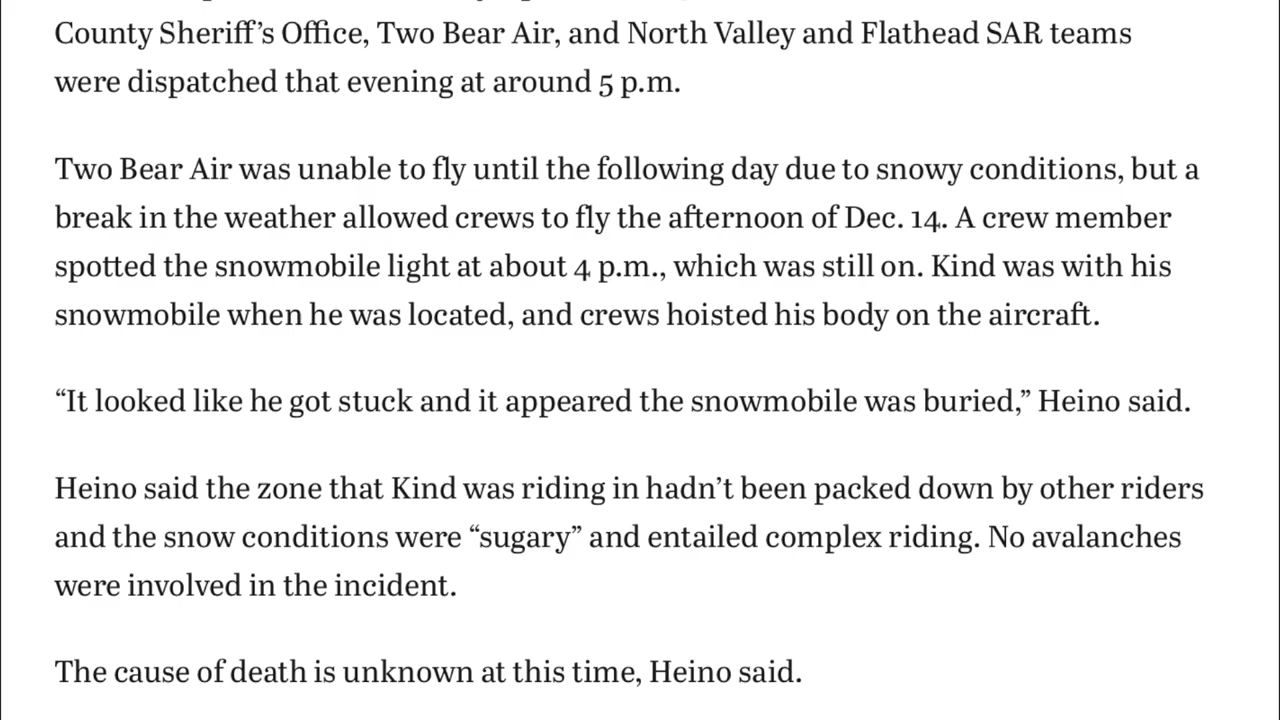 County Sheriff’s Office, Two Bear Air, and North Valley and Flathead SAR teams
were dispatched that evening at around 5 p.m.
Two Bear Air was unable to fly until the following day due to snowy conditions, but a
break in the weather allowed crews to fly the afternoon of Dec. 14. A crew member
spotted the snowmobile light at about 4 p.m., which was still on. Kind was with his
snowmobile when he was located, and crews hoisted his body on the aircraft.
“It looked like he got stuck and it appeared the snowmobile was buried,” Heino said.
Heino said the zone that Kind was riding in hadn’t been packed down by other riders
and the snow conditions were “sugary” and entailed complex riding. No avalanches
were involved in the incident.
The cause of death is unknown at this time, Heino said.